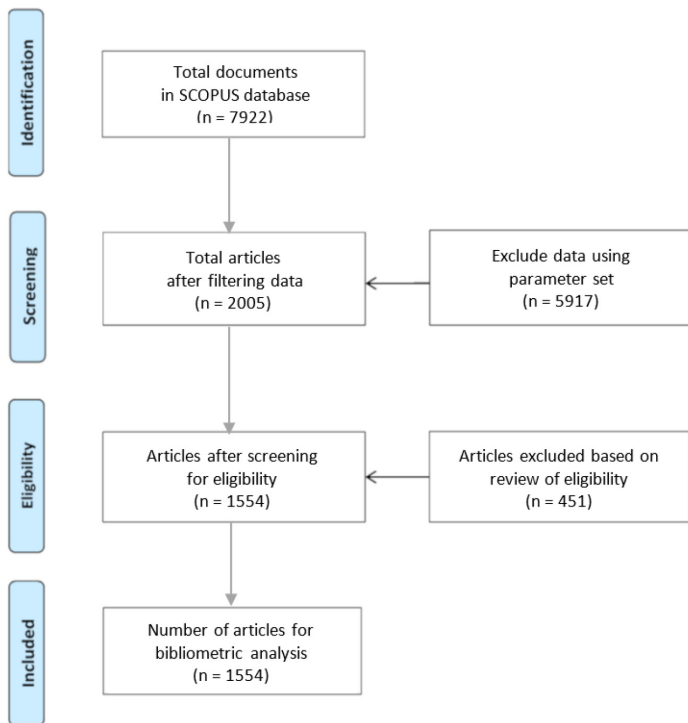 Identification
Total documents
in SCOPUS database
(n = 7922)
Screening
Total articles
after filtering data
(n = 2005)
Exclude data using
parameter set
(n = 5917)
Eligibility
Articles after screening
for eligibility
(n = 1554)
Articles excluded based on
review of eligibility
(n = 451)
Included
Number of articles for
bibliometric analysis
(n = 1554)